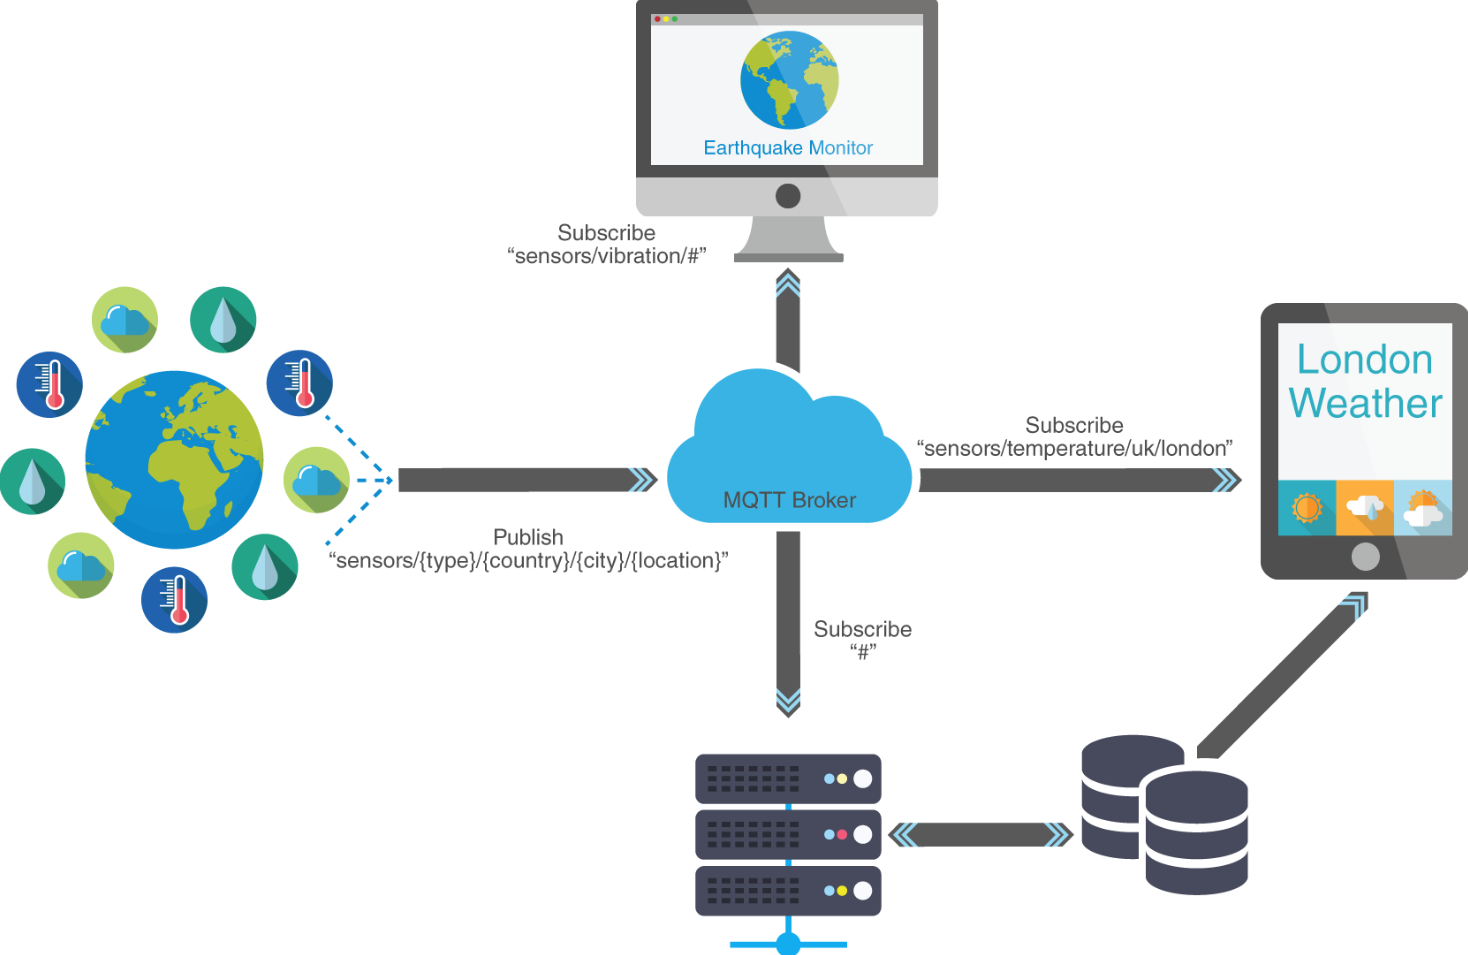 Earthquake Monitor
Subscribe
“sensors/vibration/#”
London
Weather
Subscribe
“sensors/temperature/uk/london”
MQTT Broker
Publish
“sensors/{type}/{country}/{city}/{location}”
Subscribe
“#”